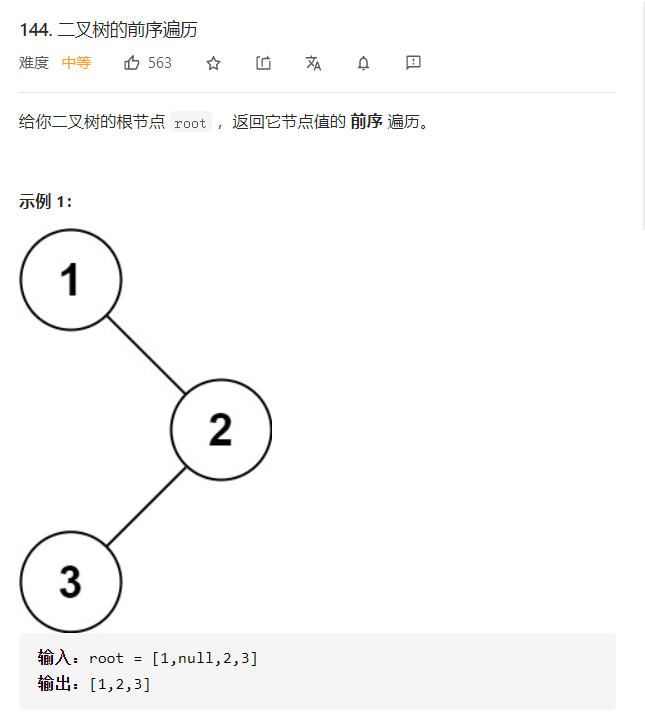 144. 二叉树的前序遍历
难度 中等 563
给你二叉树的根节点 root ，返回它节点值的 前序 遍历。
示例 1：
1
2
3
输入：root = [1,null,2,3]
输出：[1,2,3]